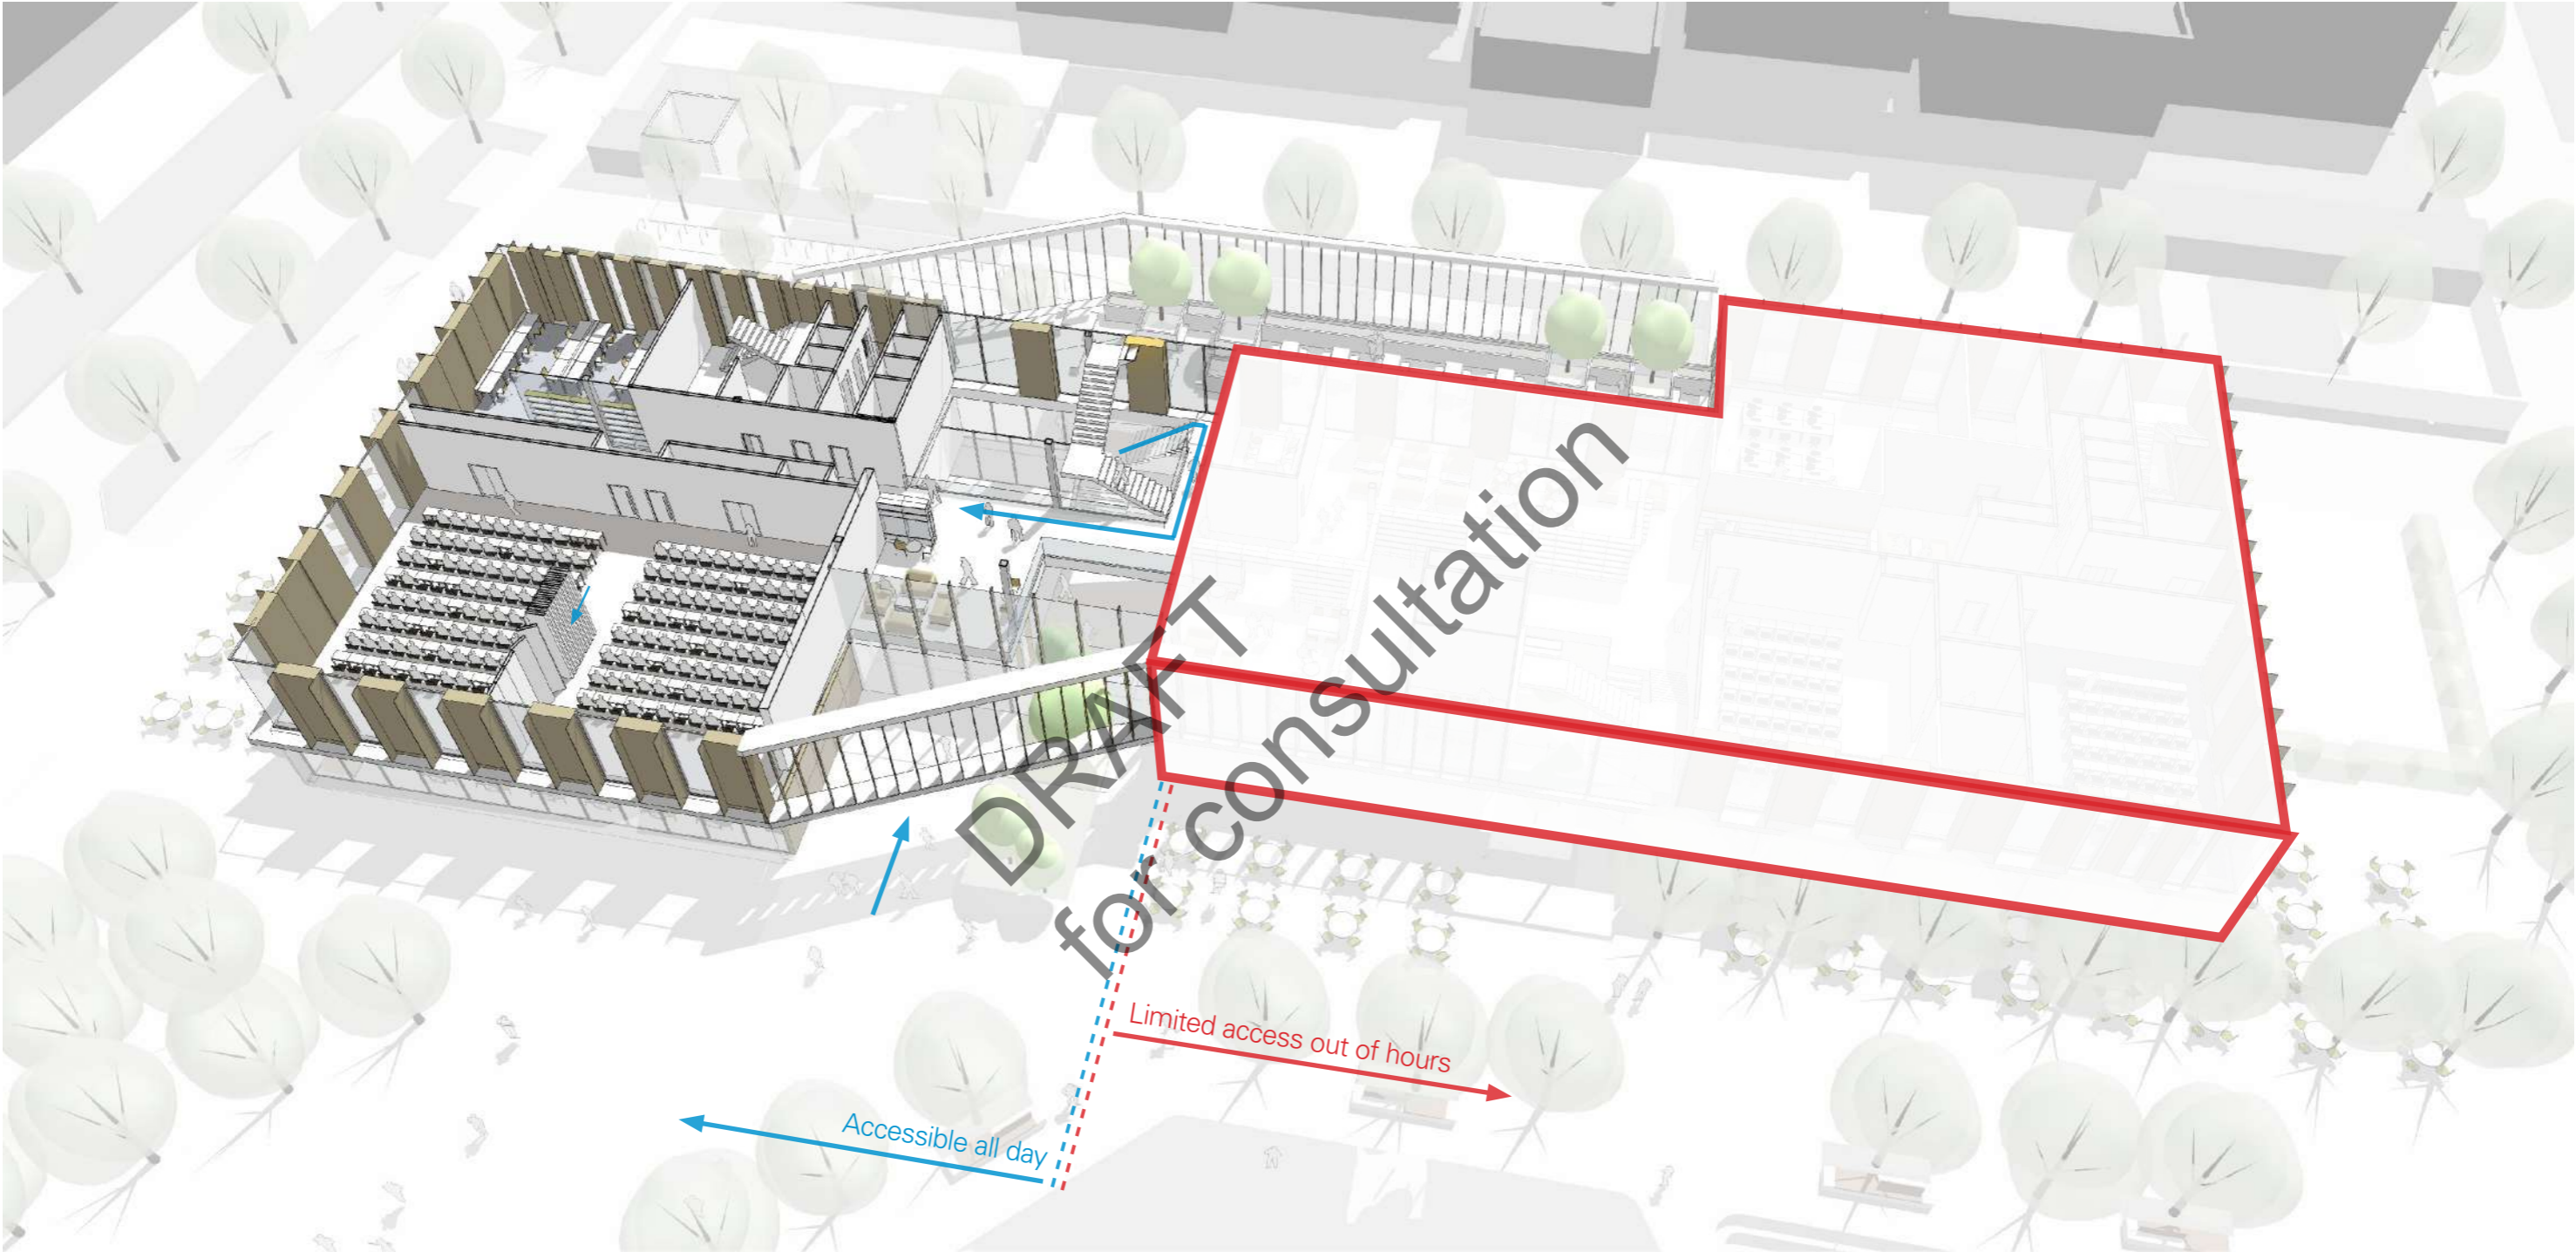 DRAFT
for consultation
Limited access out of hours
Accessible all day